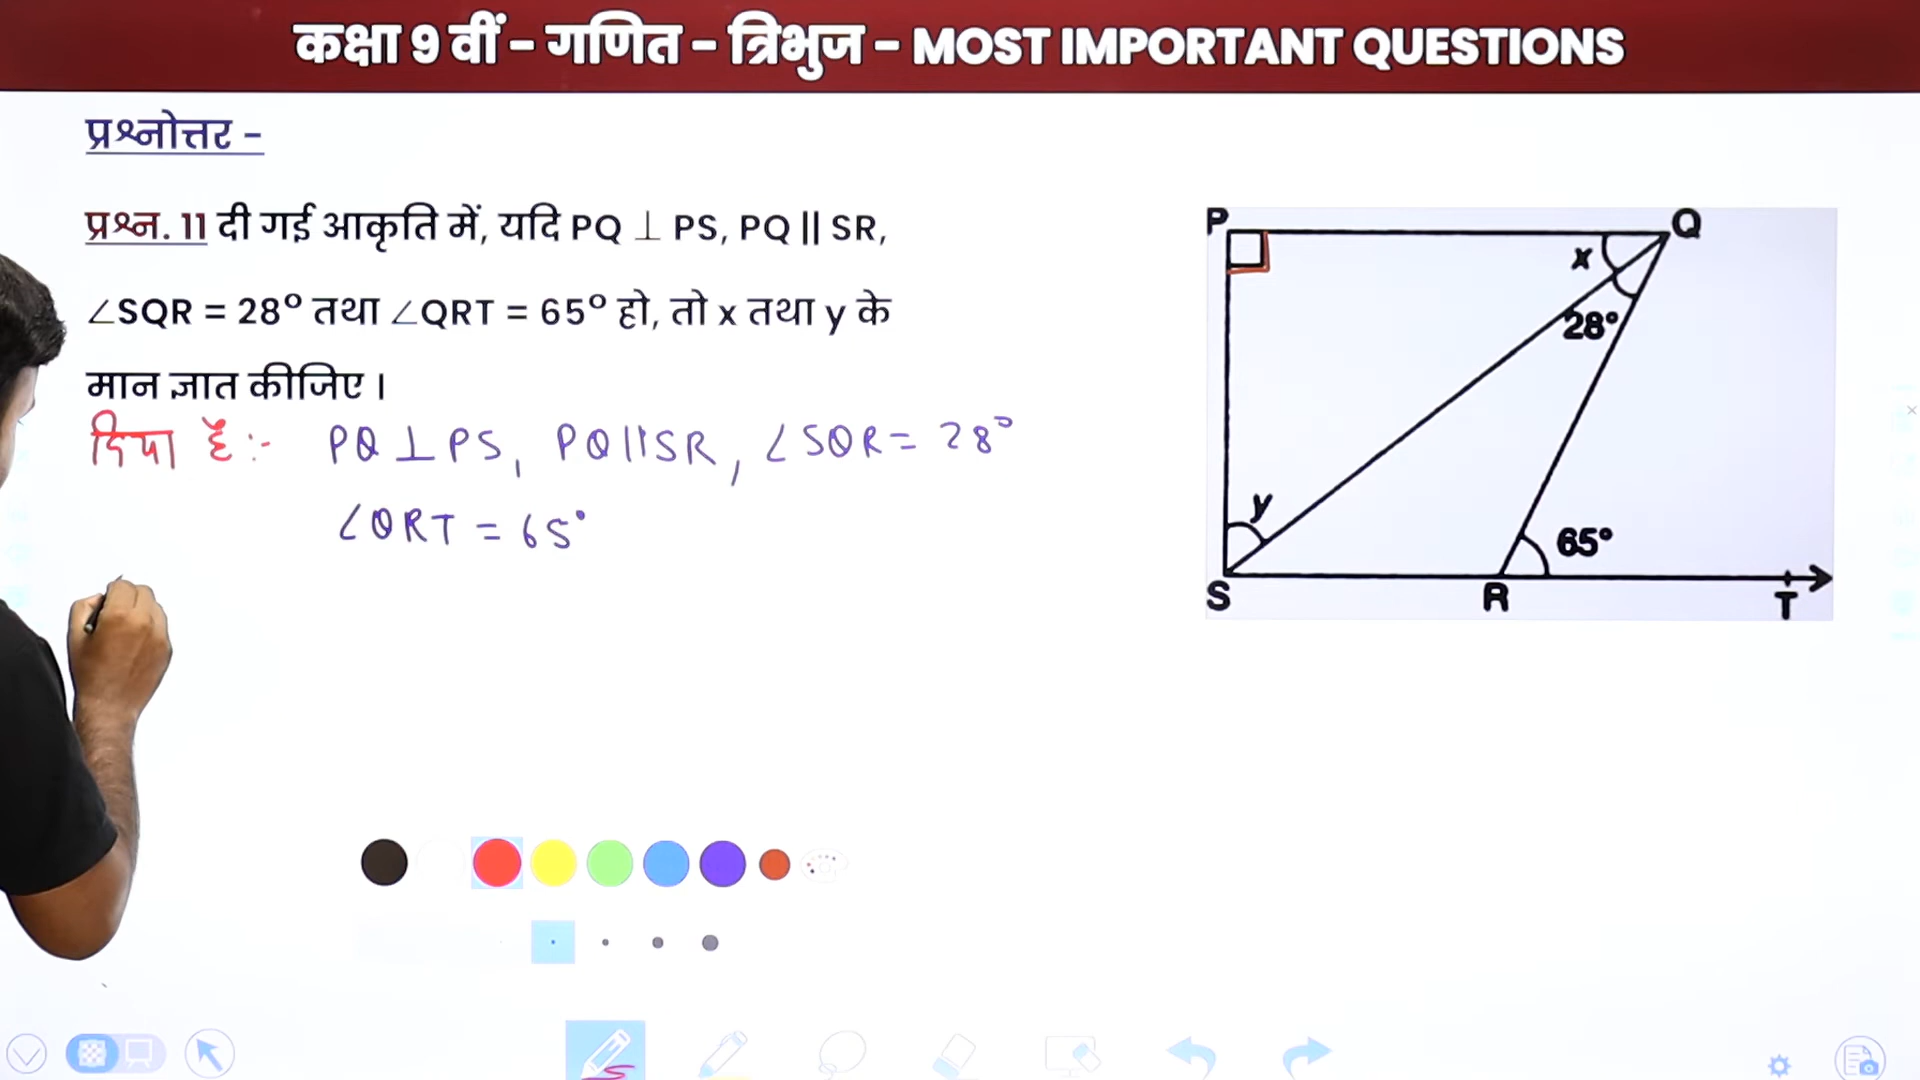 कक्षा 9 वीं – गणित – त्रिभुज – MOST IMPORTANT QUESTIONS
प्रश्नोत्तर –
प्रश्न. 11 दी गई आकृति में, यदि PQ ⊥ PS, PQ || SR,
∠SQR = 28° तथा ∠QRT = 65° हो, तो x तथा y के
मान ज्ञात कीजिए ।
दिया है :- PQ ⊥ PS, PQ || SR, ∠SQR = 28°
∠QRT = 65°
P
Q
x
28°
y
65°
S
R
T